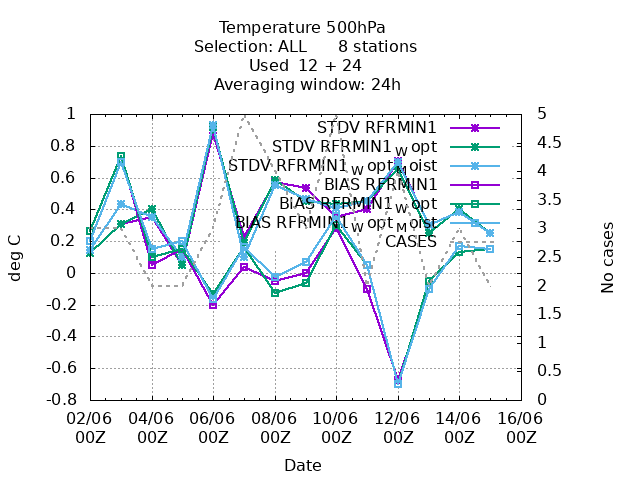 Temperature 500hPa
Selection: ALL 8 stations
Used 12 + 24
Averaging window: 24h
1
0.8
0.6
0.4
0.2
0
-0.2
-0.4
-0.6
-0.8
deg C
5
4.5
4
3.5
3
2.5
2
1.5
1
0.5
0
No cases
STDV RFRMIN1
STDV RFRMIN1_W opt
STDV RFRMIN1_W opt_M oist
BIAS RFRMIN1
BIAS RFRMIN1_W opt
BIAS RFRMIN1_W opt_M oist
CASES
02/06 04/06 06/06 08/06 10/06 12/06 14/06 16/06
00Z 00Z 00Z 00Z 00Z 00Z 00Z 00Z
Date